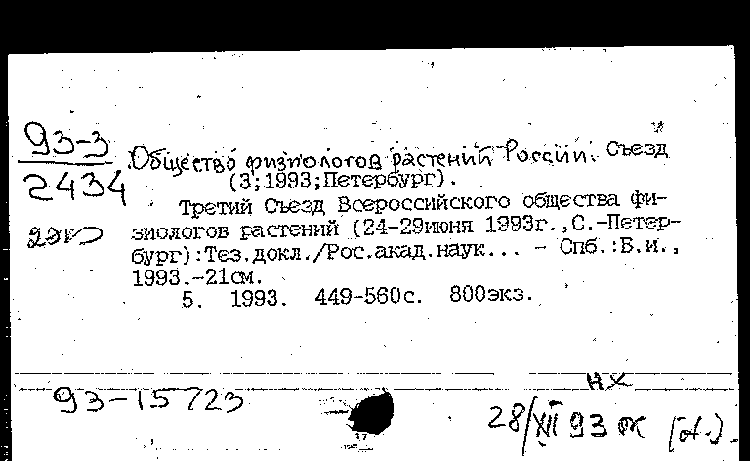 93-3
2434
2экз
Общество физиологов растений России. Съезд
(3;1993;Петербург).
Третий Съезд Всероссийского общества фи-
зиологов растений (24-29июня 1993г.,С.-Петер-
бург):Тез.докл./Рос.акад.наук... - Спб.:Б.и.,
1993.-21см.
5. 1993. 449-560с. 800экз.
93-15723
нх
28/XII 93